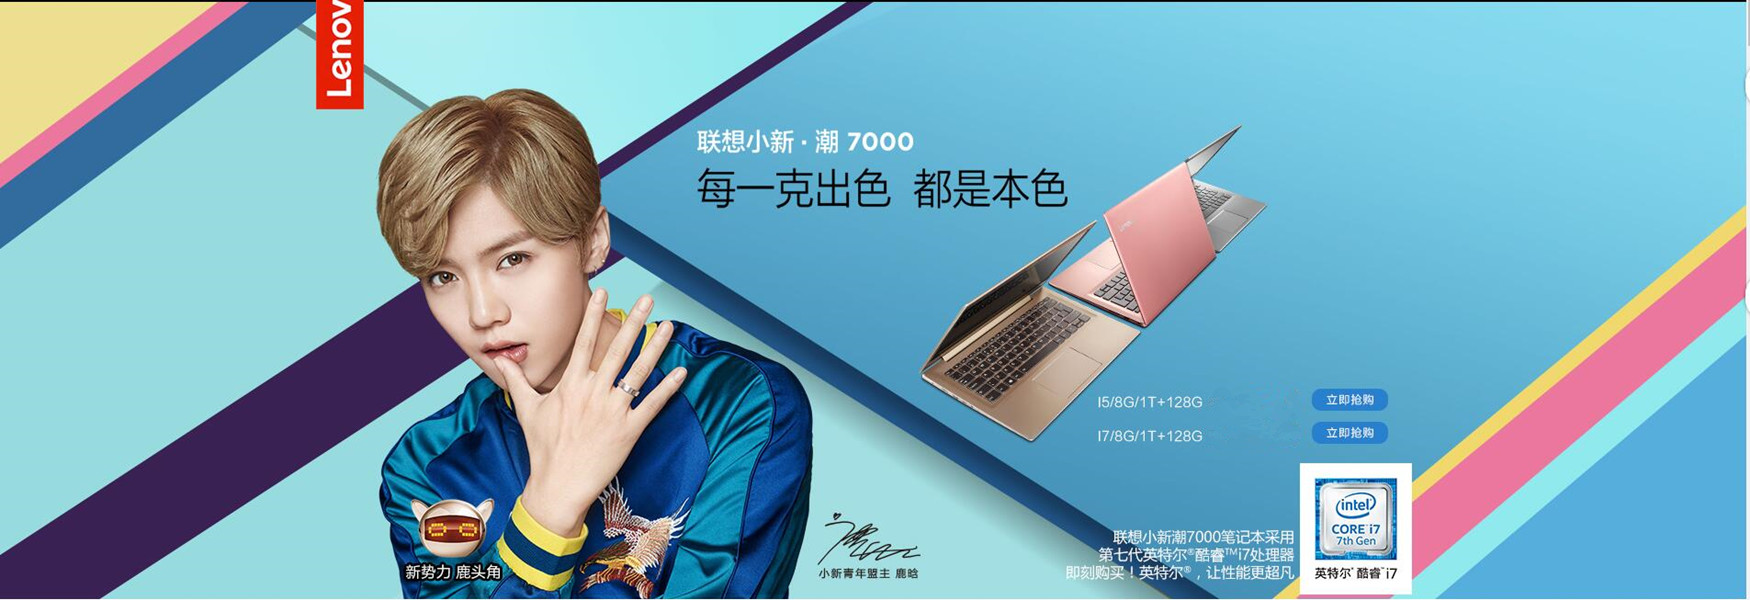 Lenov
联想小新·潮 7000
每一克出色 都是本色
I5/8G/1T+128G
立即抢购
I7/8G/1T+128G
立即抢购
新势力 鹿头角
小新青年盟主 鹿晗
联想小新潮7000笔记本采用
第七代英特尔®酷睿™i7处理器
即刻购买！英特尔®，让性能更超凡
intel
CORE i7
7th Gen
英特尔® 酷睿™ i7